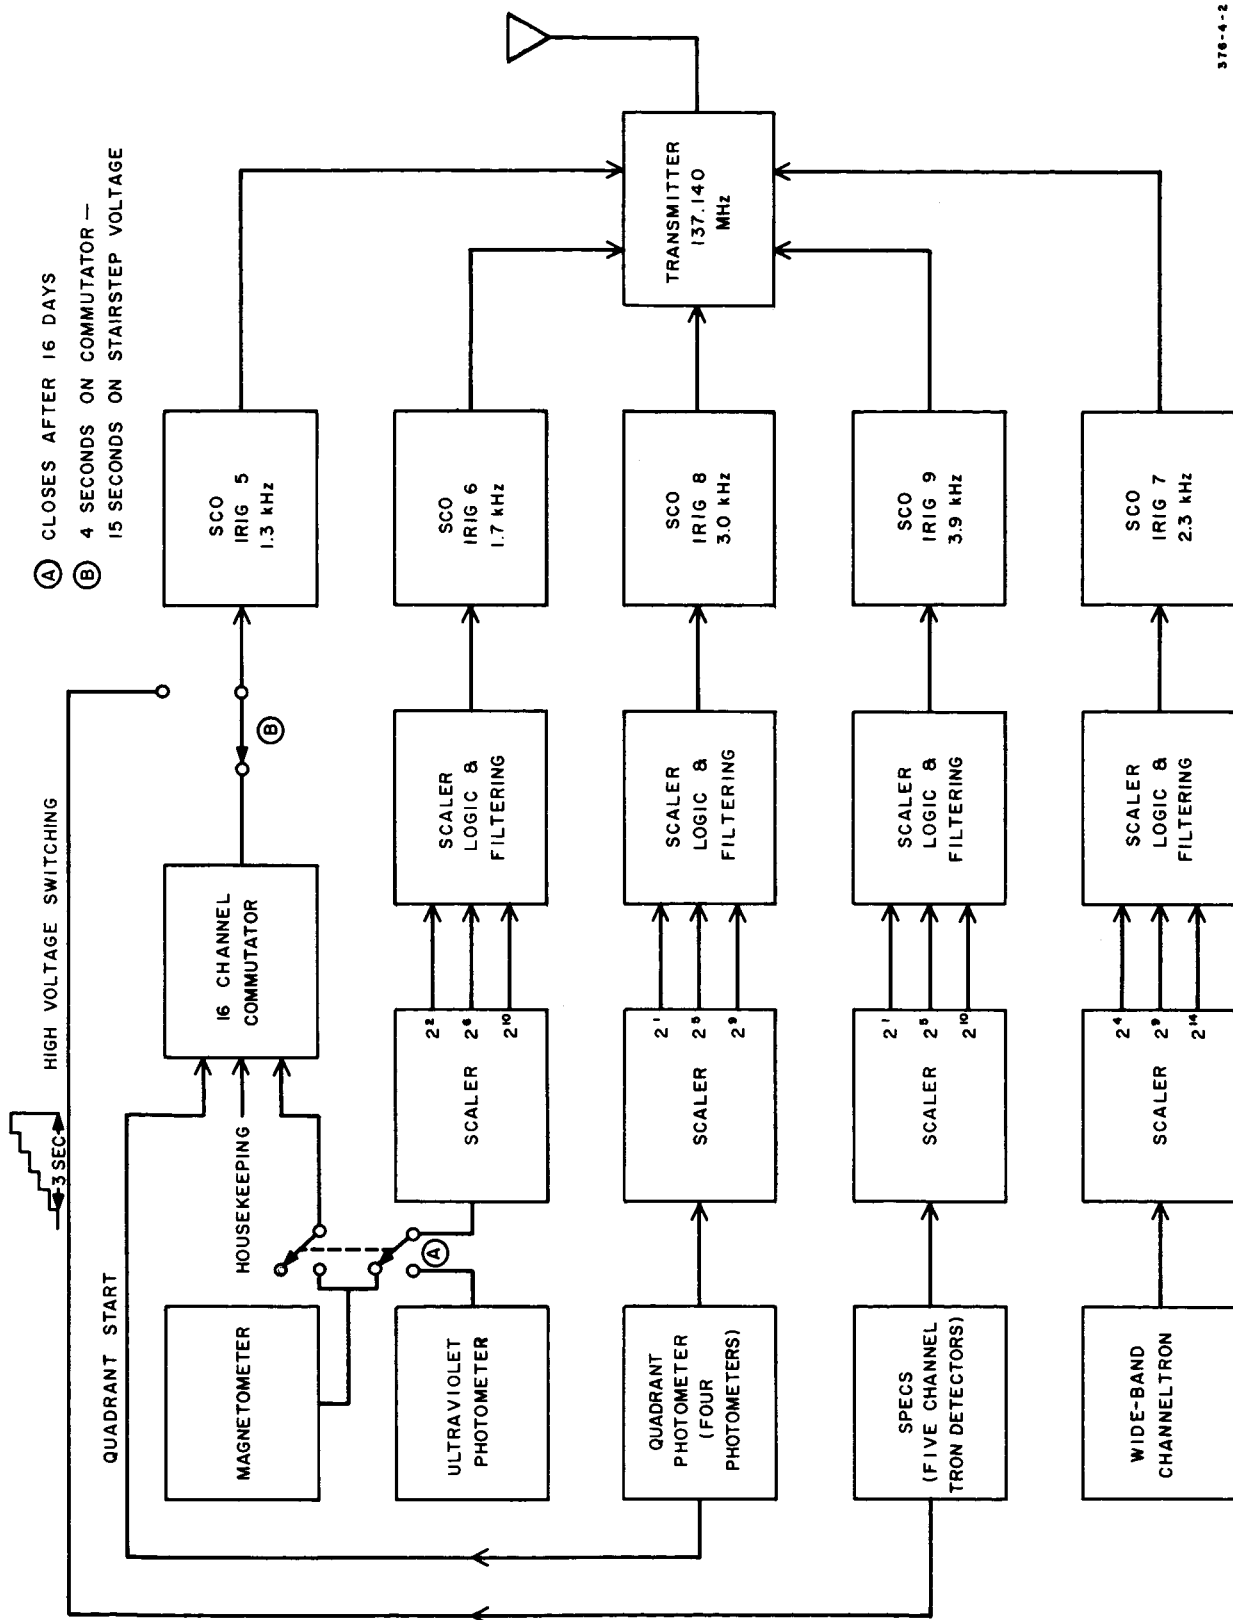 376-4-2
(A) CLOSES AFTER 16 DAYS
(B) 4 SECONDS ON COMMUTATOR —
15 SECONDS ON STAIRSTEP VOLTAGE
HIGH VOLTAGE SWITCHING
3 SEC
QUADRANT START
HOUSEKEEPING
MAGNETOMETER
16 CHANNEL
COMMUTATOR
(B)
SCO
IRIG 5
1.3 kHz
ULTRAVIOLET
PHOTOMETER
(A)
SCALER
2²
2⁶
2¹⁰
SCALER
LOGIC &
FILTERING
SCO
IRIG 6
1.7 kHz
QUADRANT
PHOTOMETER
(FOUR
PHOTOMETERS)
SCALER
2¹
2⁵
2⁹
SCALER
LOGIC &
FILTERING
SCO
IRIG 8
3.0 kHz
TRANSMITTER
137.140
MHz
SPECS
(FIVE CHANNEL
TRON DETECTORS)
SCALER
2¹
2⁵
2¹⁰
SCALER
LOGIC &
FILTERING
SCO
IRIG 9
3.9 kHz
WIDE-BAND
CHANNELTRON
SCALER
2⁴
2⁹
2¹⁴
SCALER
LOGIC &
FILTERING
SCO
IRIG 7
2.3 kHz